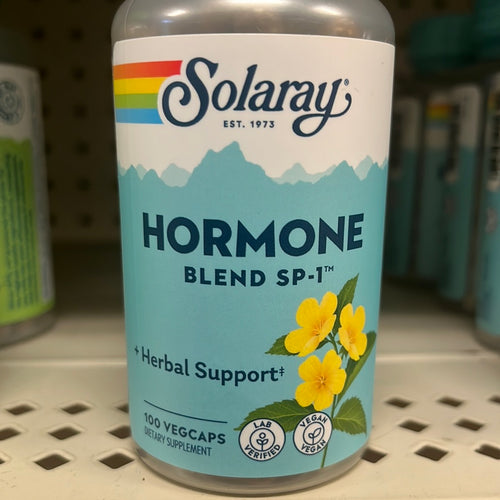 Solaray®
EST. 1973
HORMONE
BLEND SP-1™
+ Herbal Support‡
100 VEGCAPS
DIETARY SUPPLEMENT
LAB VERIFIED
VEGAN VEGAN